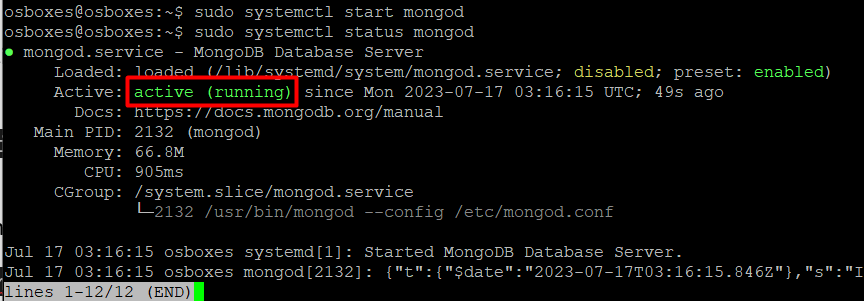 osboxes@osboxes:~$ sudo systemctl start mongod
osboxes@osboxes:~$ sudo systemctl status mongod
● mongod.service - MongoDB Database Server
Loaded: loaded (/lib/systemd/system/mongod.service; disabled; preset: enabled)
Active: active (running) since Mon 2023-07-17 03:16:15 UTC; 49s ago
Docs: https://docs.mongodb.org/manual
Main PID: 2132 (mongod)
Memory: 66.8M
CPU: 905ms
CGroup: /system.slice/mongod.service
└─2132 /usr/bin/mongod --config /etc/mongod.conf
Jul 17 03:16:15 osboxes systemd[1]: Started MongoDB Database Server.
Jul 17 03:16:15 osboxes mongod[2132]: {"t":{"$date":"2023-07-17T03:16:15.846Z"},"s":"I
lines 1-12/12 (END)